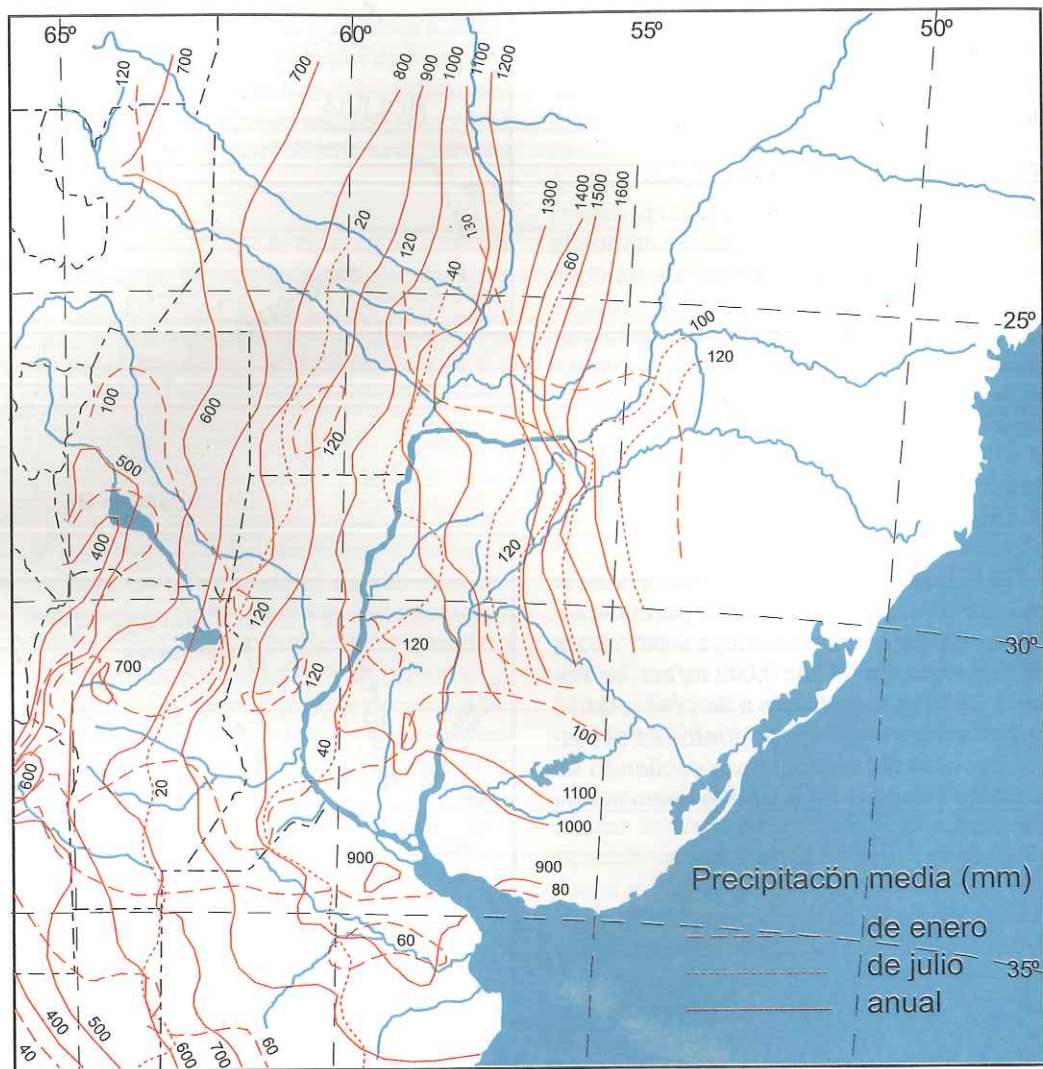 65º 60º 55º 50º
120 700 700 800 900 1000 1100 1200
1300 1400 1500 1600
20 120 130 40 60
-25º
100
120
100 600 120
500
400
120
120
700 120 120
-30º
100
600 20 40
1100
1000
900 900
80
60
Precipitación media (mm)
de enero
de julio
anual
-35º
400 500 600 700 60
40